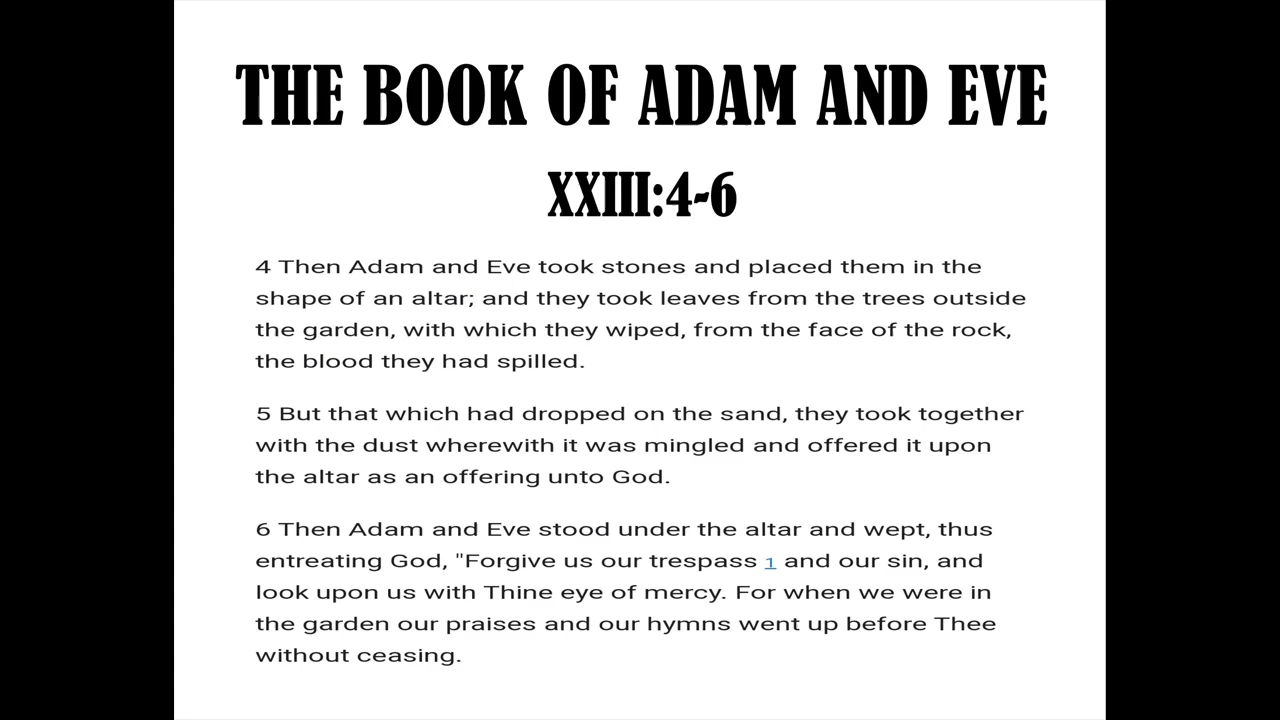 THE BOOK OF ADAM AND EVE
XXIII:4-6
4 Then Adam and Eve took stones and placed them in the
shape of an altar; and they took leaves from the trees outside
the garden, with which they wiped, from the face of the rock,
the blood they had spilled.
5 But that which had dropped on the sand, they took together
with the dust wherewith it was mingled and offered it upon
the altar as an offering unto God.
6 Then Adam and Eve stood under the altar and wept, thus
entreating God, "Forgive us our trespass 1 and our sin, and
look upon us with Thine eye of mercy. For when we were in
the garden our praises and our hymns went up before Thee
without ceasing.